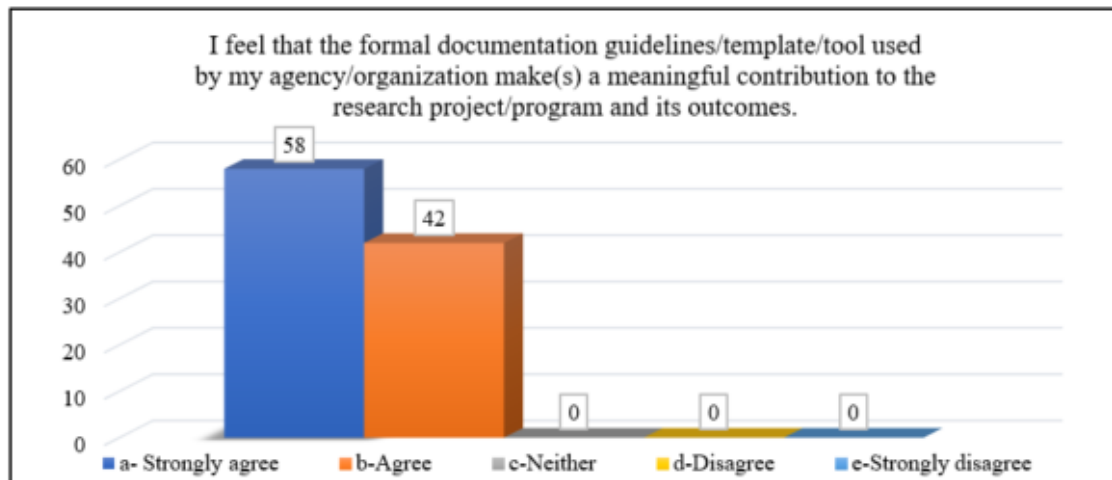 I feel that the formal documentation guidelines/template/tool used
by my agency/organization make(s) a meaningful contribution to the
research project/program and its outcomes.
58
60
50
42
40
30
20
10
0
0
0
0
a- Strongly agree
b-Agree
c-Neither
d-Disagree
e-Strongly disagree